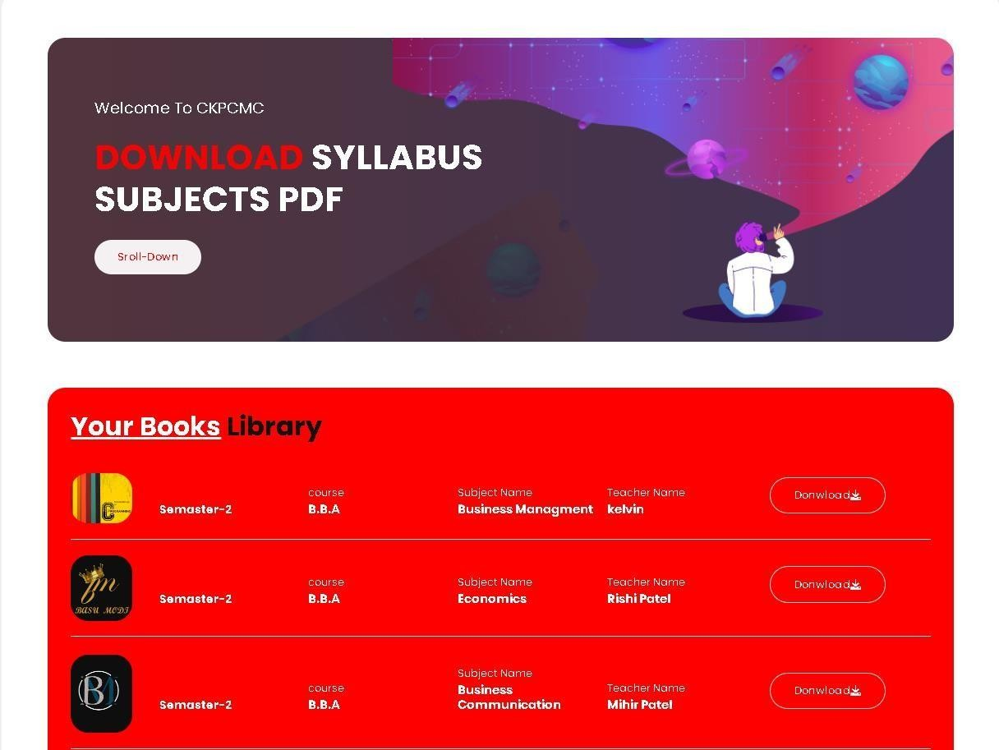 Welcome To CKPCMC
DOWNLOAD SYLLABUS
SUBJECTS PDF
Sroll-Down
Your Books Library
C
PROGRAMMING
Semaster-2
course
B.B.A
Subject Name
Business Managment
Teacher Name
kelvin
Donwload
BASU MODI
Semaster-2
course
B.B.A
Subject Name
Economics
Teacher Name
Rishi Patel
Donwload
Semaster-2
course
B.B.A
Subject Name
Business
Communication
Teacher Name
Mihir Patel
Donwload